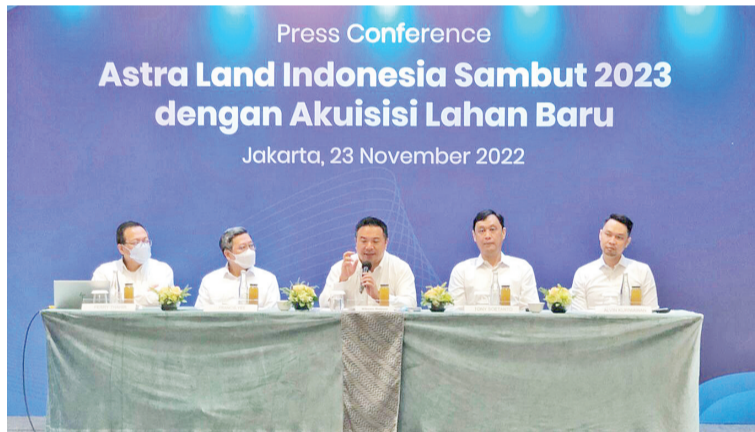 Press Conference
Astra Land Indonesia Sambut 2023
dengan Akuisisi Lahan Baru
Jakarta, 23 November 2022